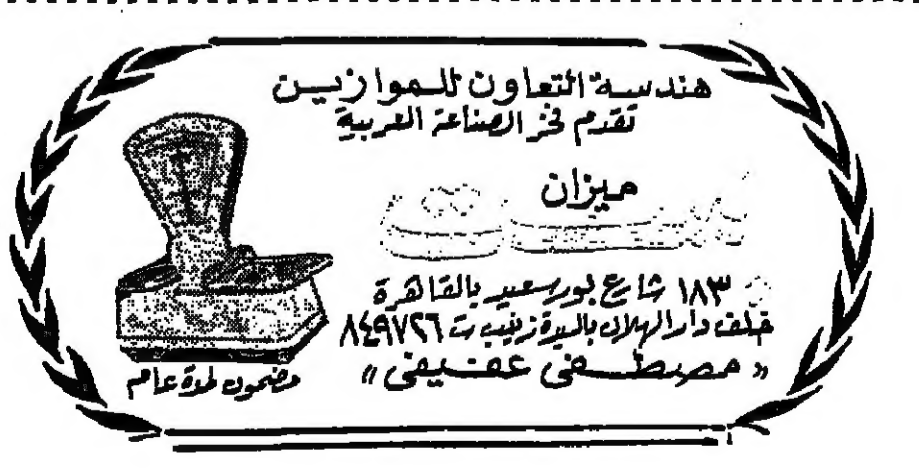 هندسة التعاون للموازين
تقدم فخر الصناعة العربية
ميزان
١٨٣ شارع بورسعيد بالقاهرة
خلف دار الهلال بالسيدة زينب ت ٨٤٩٧٢٦
« مصطفى عفيفى »
مضمون لمدة عام